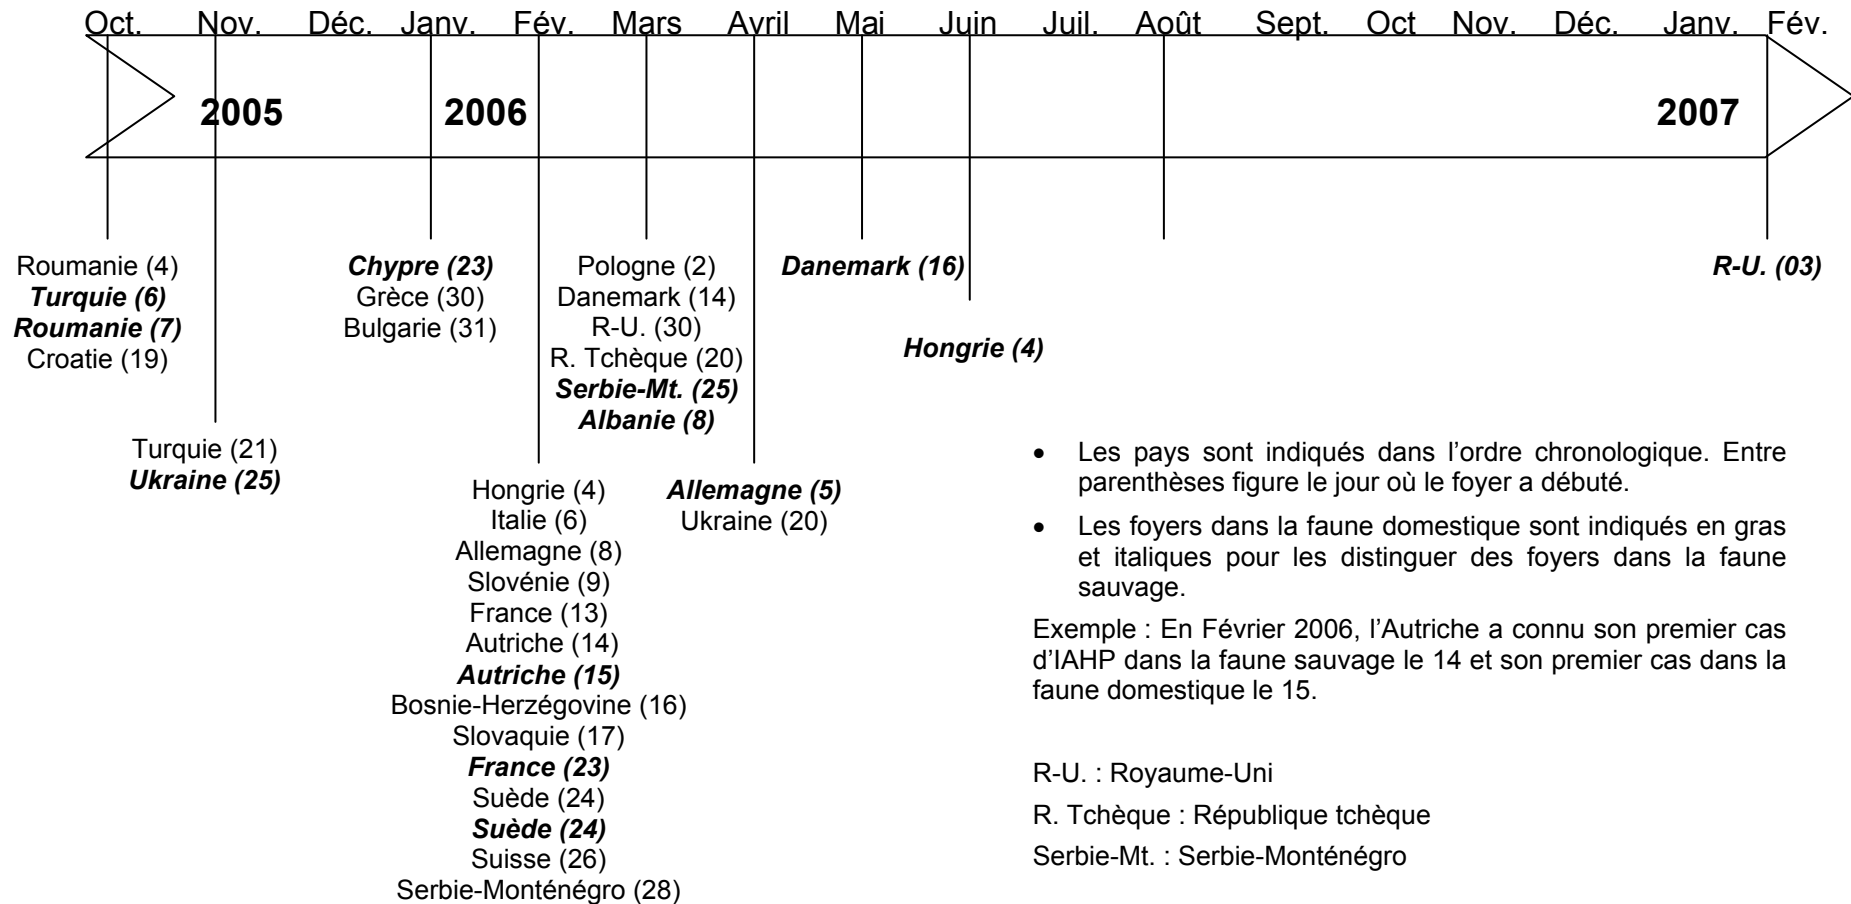 Oct. Nov. Déc. Janv. Fév. Mars Avril Mai Juin Juil. Août Sept. Oct Nov. Déc. Janv. Fév.
2005 2006 2007
Roumanie (4)
Turquie (6)
Roumanie (7)
Croatie (19)
Turquie (21)
Ukraine (25)
Chypre (23)
Grèce (30)
Bulgarie (31)
Hongrie (4)
Italie (6)
Allemagne (8)
Slovénie (9)
France (13)
Autriche (14)
Autriche (15)
Bosnie-Herzégovine (16)
Slovaquie (17)
France (23)
Suède (24)
Suède (24)
Suisse (26)
Serbie-Monténégro (28)
Pologne (2)
Danemark (14)
R-U. (30)
R. Tchèque (20)
Serbie-Mt. (25)
Albanie (8)
Allemagne (5)
Ukraine (20)
Danemark (16)
Hongrie (4)
R-U. (03)
• Les pays sont indiqués dans l’ordre chronologique. Entre
parenthèses figure le jour où le foyer a débuté.
• Les foyers dans la faune domestique sont indiqués en gras
et italiques pour les distinguer des foyers dans la faune
sauvage.
Exemple : En Février 2006, l’Autriche a connu son premier cas
d’IAHP dans la faune sauvage le 14 et son premier cas dans la
faune domestique le 15.
R-U. : Royaume-Uni
R. Tchèque : République tchèque
Serbie-Mt. : Serbie-Monténégro